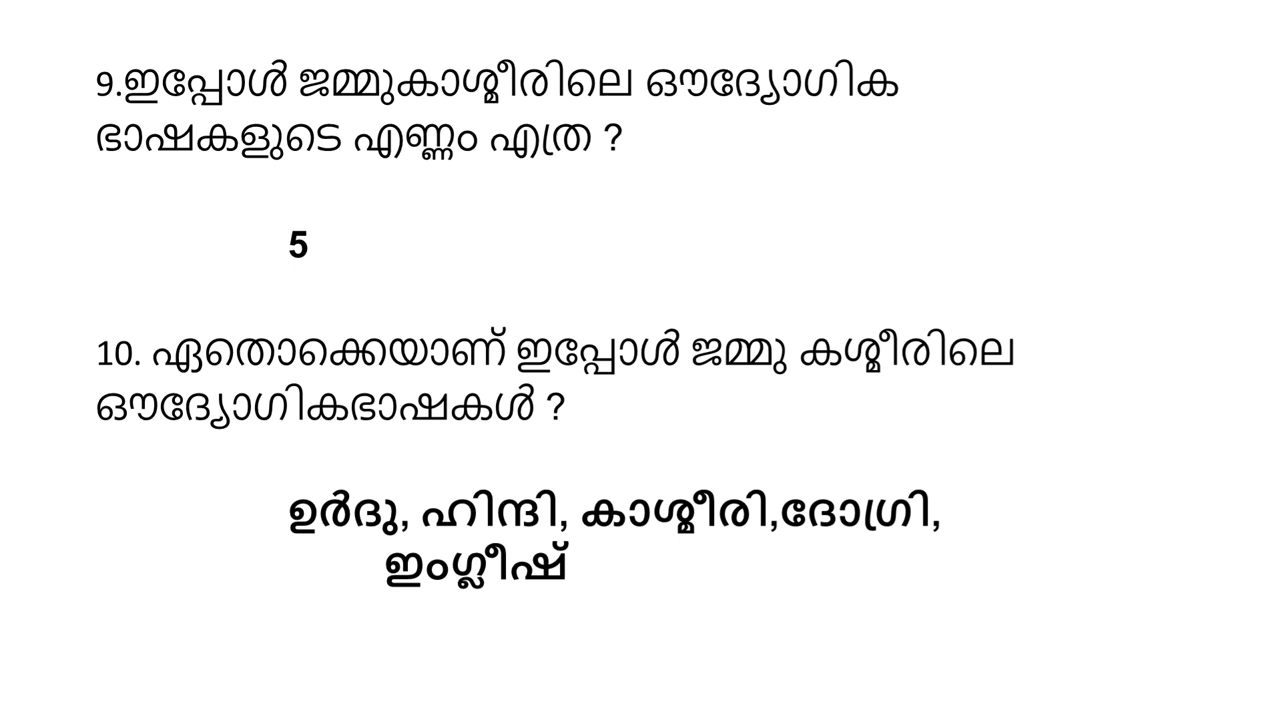 9.ഇപ്പോൾ ജമ്മുകാശ്മീരിലെ ഔദ്യോഗിക
ഭാഷകളുടെ എണ്ണം എത്ര ?
5
10. ഏതൊക്കെയാണ് ഇപ്പോൾ ജമ്മു കശ്മീരിലെ
ഔദ്യോഗികഭാഷകൾ ?
ഉർദു, ഹിന്ദി, കാശ്മീരി,ദോഗ്രി,
ഇംഗ്ലീഷ്